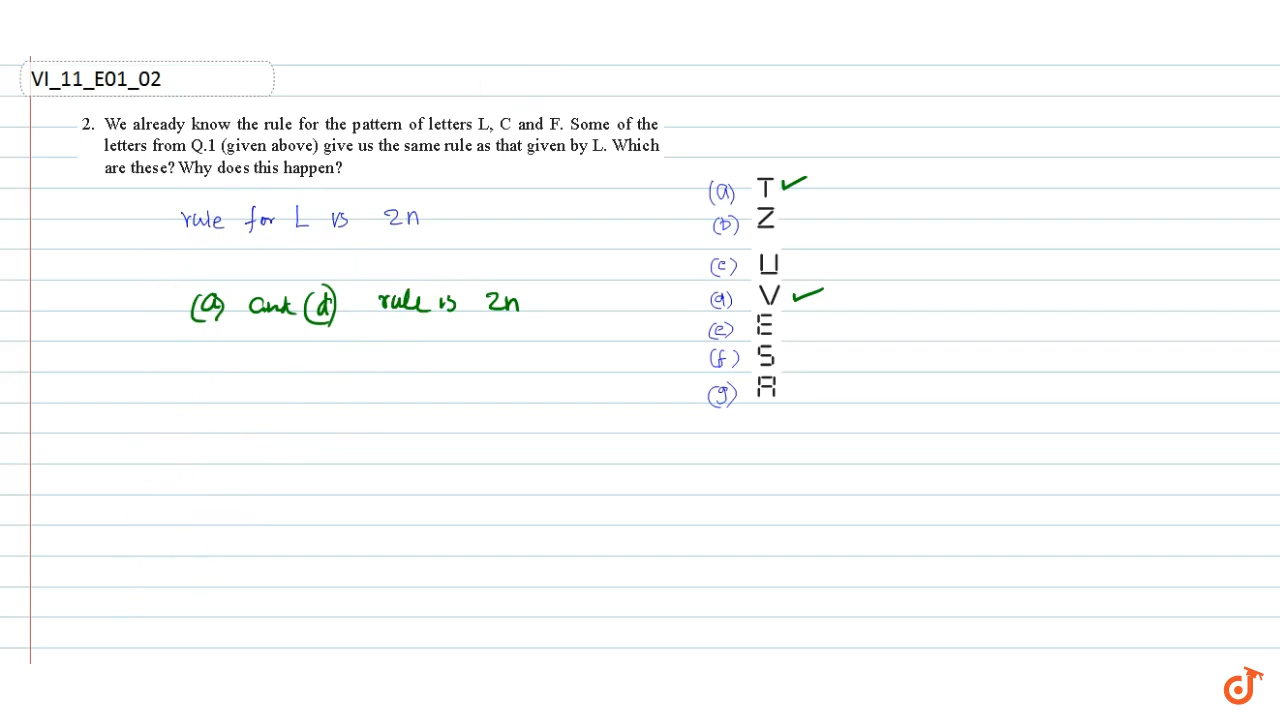 VI_11_E01_02
2. We already know the rule for the pattern of letters L, C and F. Some of the
letters from Q.1 (given above) give us the same rule as that given by L. Which
are these? Why does this happen?
rule for L is 2n
(a) and (d) rule is 2n
(a) T ✓
(b) Z
(c) U
(d) V ✓
(e) E
(f) S
(g) A